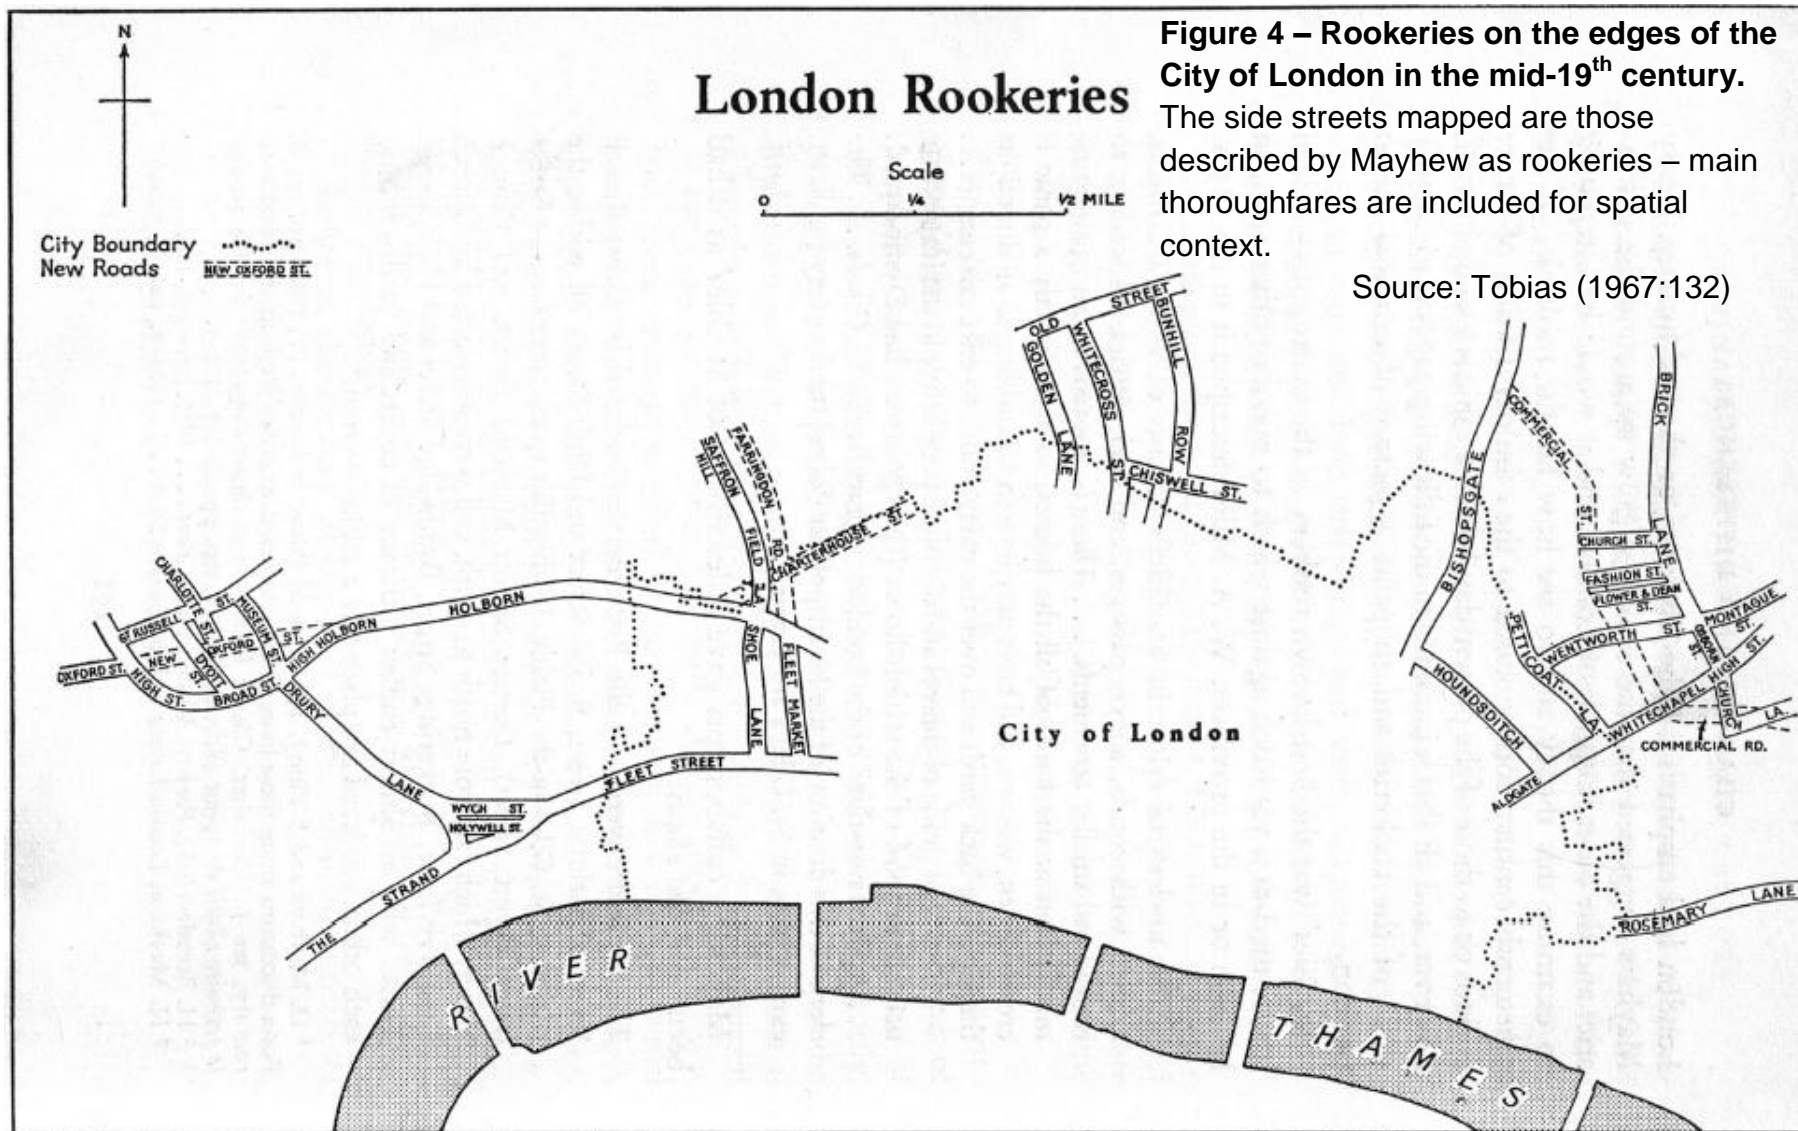 N
London Rookeries
Figure 4 – Rookeries on the edges of the
City of London in the mid-19th century.
The side streets mapped are those
described by Mayhew as rookeries – main
thoroughfares are included for spatial
context.
Source: Tobias (1967:132)
Scale
0 1/4 1/2 MILE
City Boundary
New Roads NEW OXFORD ST.
OLD STREET
GOLDEN LANE
WHITECROSS ST.
BUNHILL ROW
CHISWELL ST.
BISHOPSGATE
COMMERCIAL ST.
BRICK LANE
CHURCH ST.
FASHION ST.
FLOWER & DEAN ST.
WENTWORTH ST.
OSBORN ST.
MONTAGUE ST.
PETTICOAT LA.
HOUNDSDITCH
WHITECHAPEL HIGH ST.
CHURCH LA.
COMMERCIAL RD.
ALDGATE
ROSEMARY LANE
SAFFRON HILL
FARRINGDON RD.
FIELD LA.
CHARTERHOUSE ST.
HOLBORN
HIGH HOLBORN
SHOE LANE
FLEET MARKET
CHARLOTTE ST.
MUSEUM ST.
GT RUSSELL ST.
NEW OXFORD ST.
DYOTT ST.
OXFORD ST.
HIGH ST.
BROAD ST.
DRURY LANE
WYCH ST.
HOLYWELL ST.
FLEET STREET
THE STRAND
City of London
RIVER THAMES